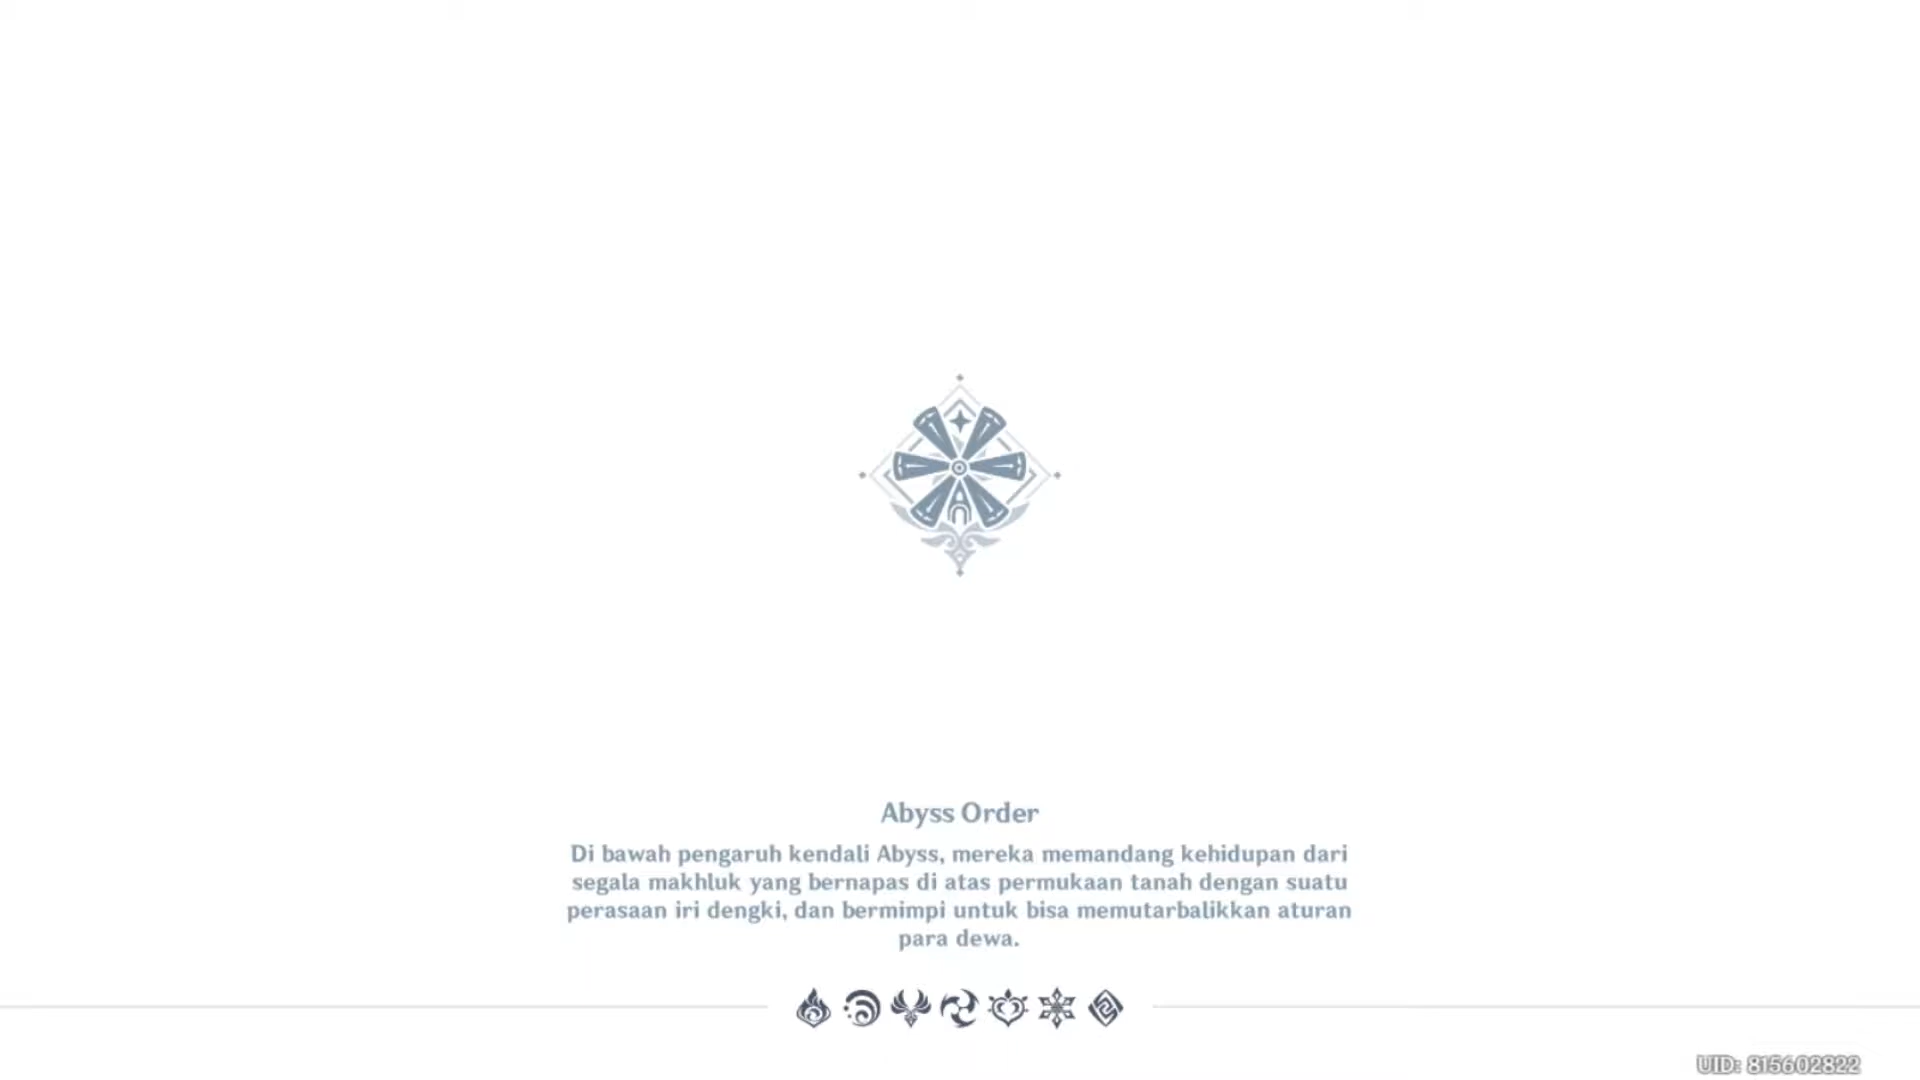 Abyss Order
Di bawah pengaruh kendali Abyss, mereka memandang kehidupan dari
segala makhluk yang bernapas di atas permukaan tanah dengan suatu
perasaan iri dengki, dan bermimpi untuk bisa memutarbalikkan aturan
para dewa.
UID: 815602822